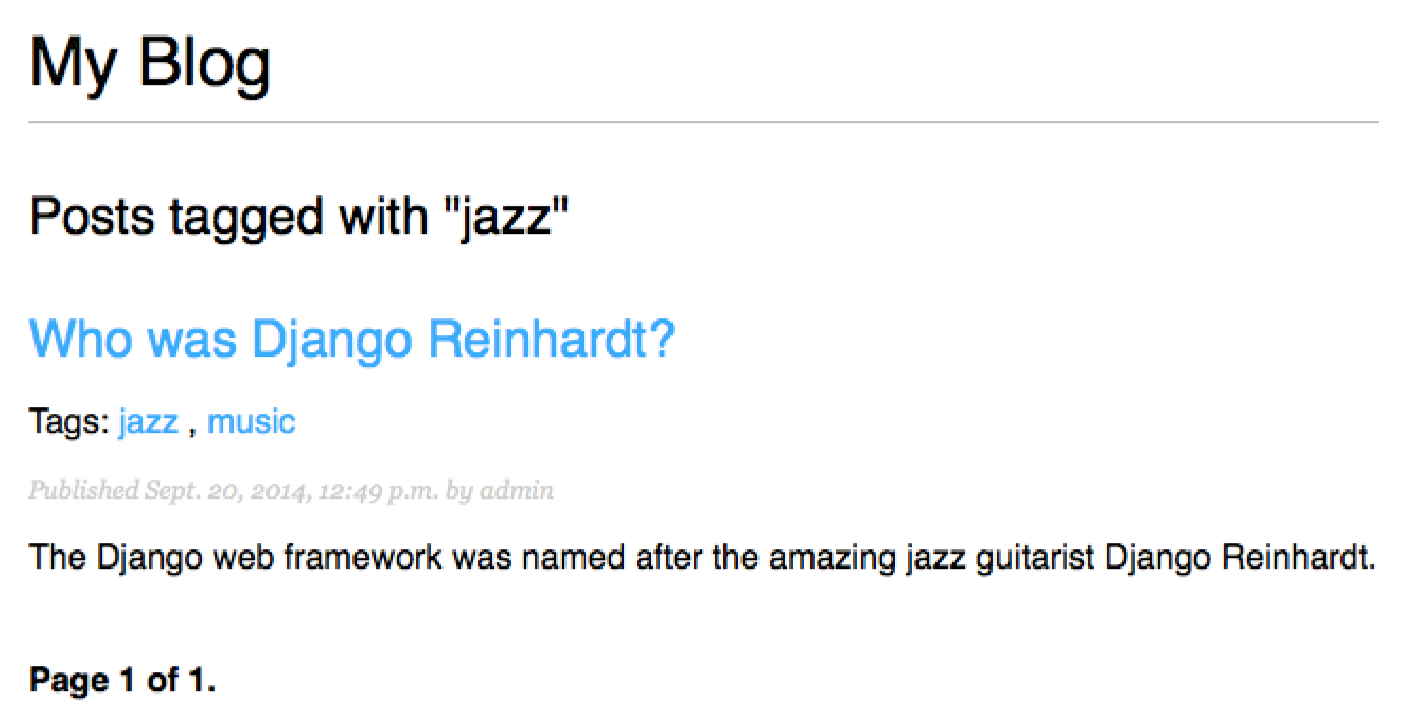 My Blog
Posts tagged with "jazz"
Who was Django Reinhardt?
Tags: jazz , music
Published Sept. 20, 2014, 12:49 p.m. by admin
The Django web framework was named after the amazing jazz guitarist Django Reinhardt.
Page 1 of 1.